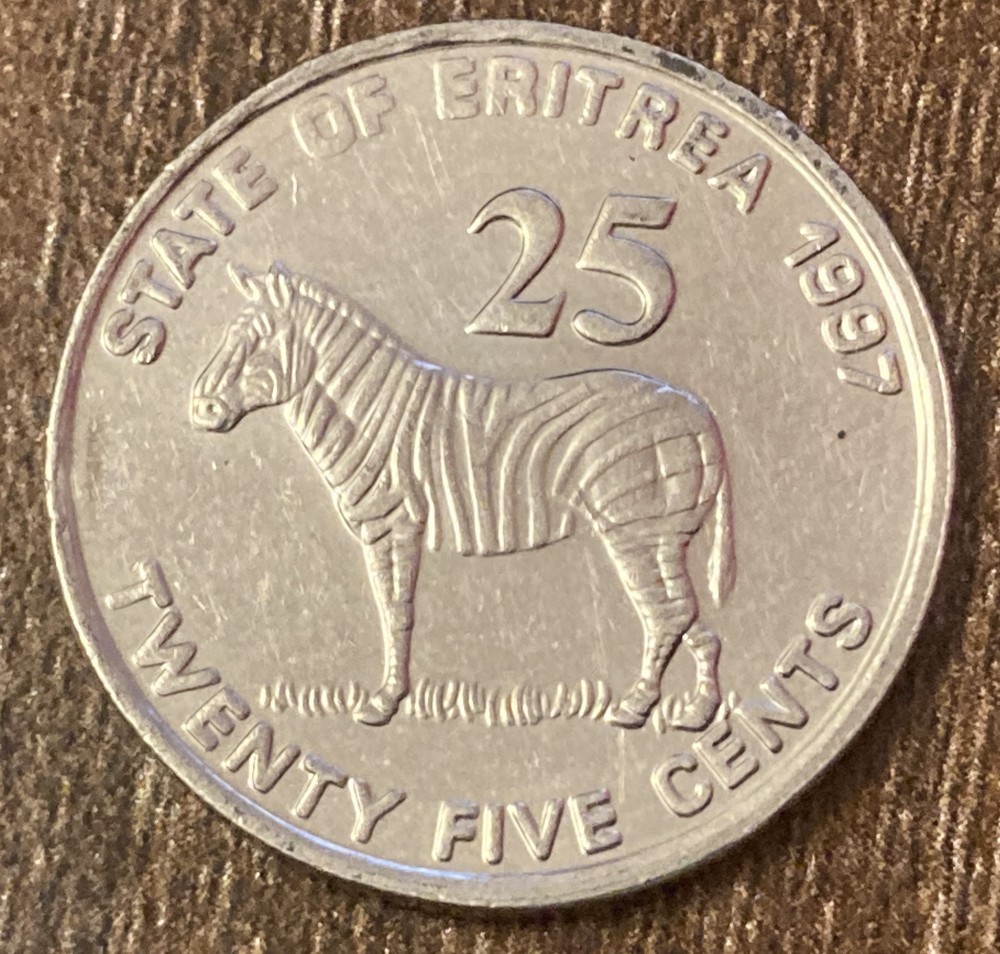 STATE OF ERITREA 1997
25
TWENTY FIVE CENTS